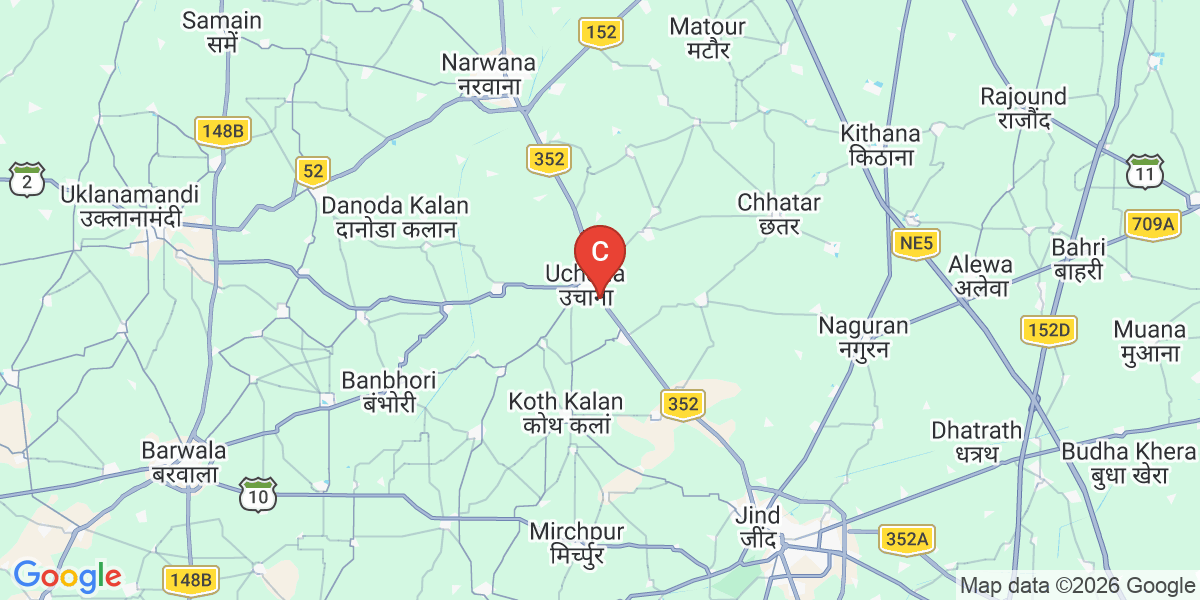 Samain
समें
152
Matour
मटौर
Narwana
नरवाना
Rajound
राजौंद
148B
Kithana
किठाना
352
52
11
2
Uklanamandi
उक्लानामंदी
Danoda Kalan
दानोडा कलान
Chhatar
छतर
709A
NE5
Bahri
बाहरी
C
Alewa
अलेवा
उचाना
Naguran
नगुरन
152D
Muana
मुआना
Banbhori
बंभोरी
Koth Kalan
कोथ कलां
352
Dhatrath
धत्रथ
Barwala
बरवाला
Budha Khera
बुधा खेरा
10
Mirchpur
मिर्च्पुर
Jind
जींद
352A
Google
148B
Map data ©2026 Google